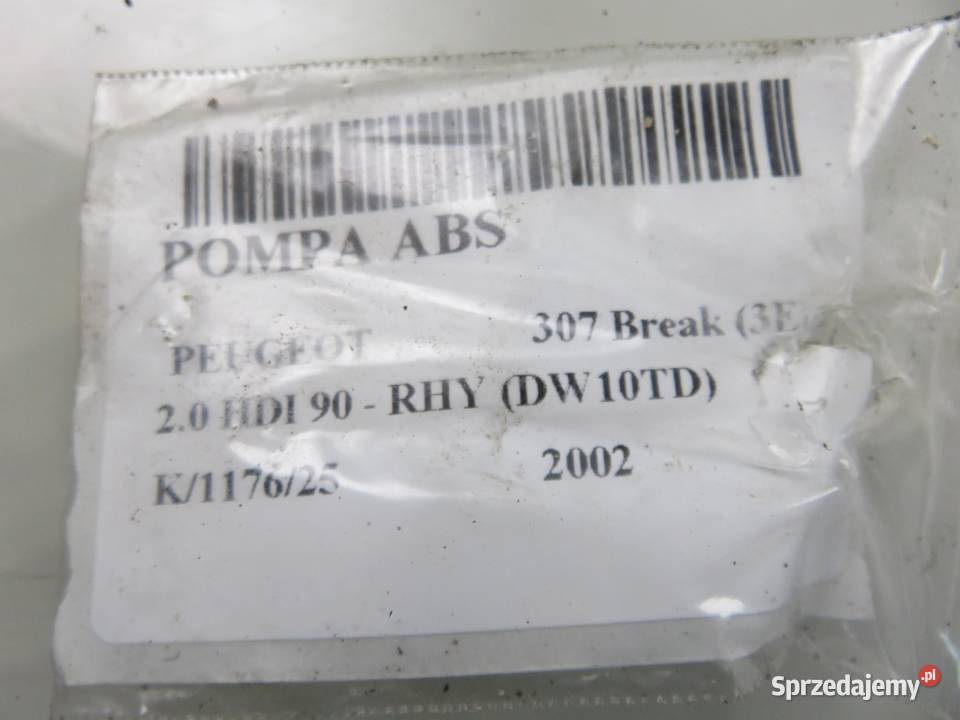 POMPA ABS
PEUGEOT 307 Break (3E)
2.0 HDI 90 - RHY (DW10TD)
K/1176/25 2002
Sprzedajemy.pl